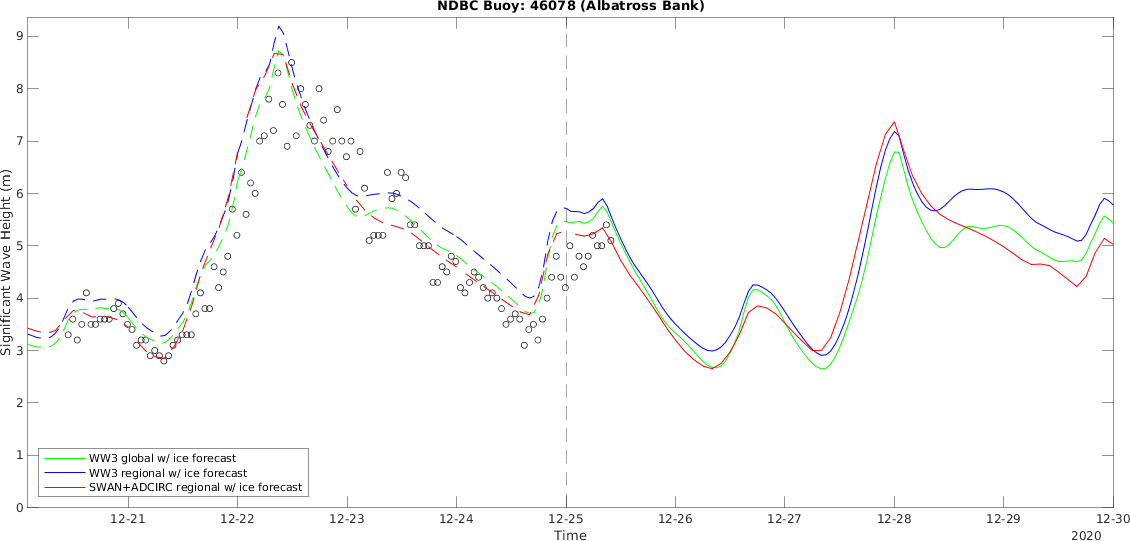 NDBC Buoy: 46078 (Albatross Bank)
9
8
7
6
5
4
3
2
1
0
Significant Wave Height (m)
WW3 global w/ ice forecast
WW3 regional w/ ice forecast
SWAN+ADCIRC regional w/ ice forecast
12-21 12-22 12-23 12-24 12-25 12-26 12-27 12-28 12-29 12-30
Time
2020